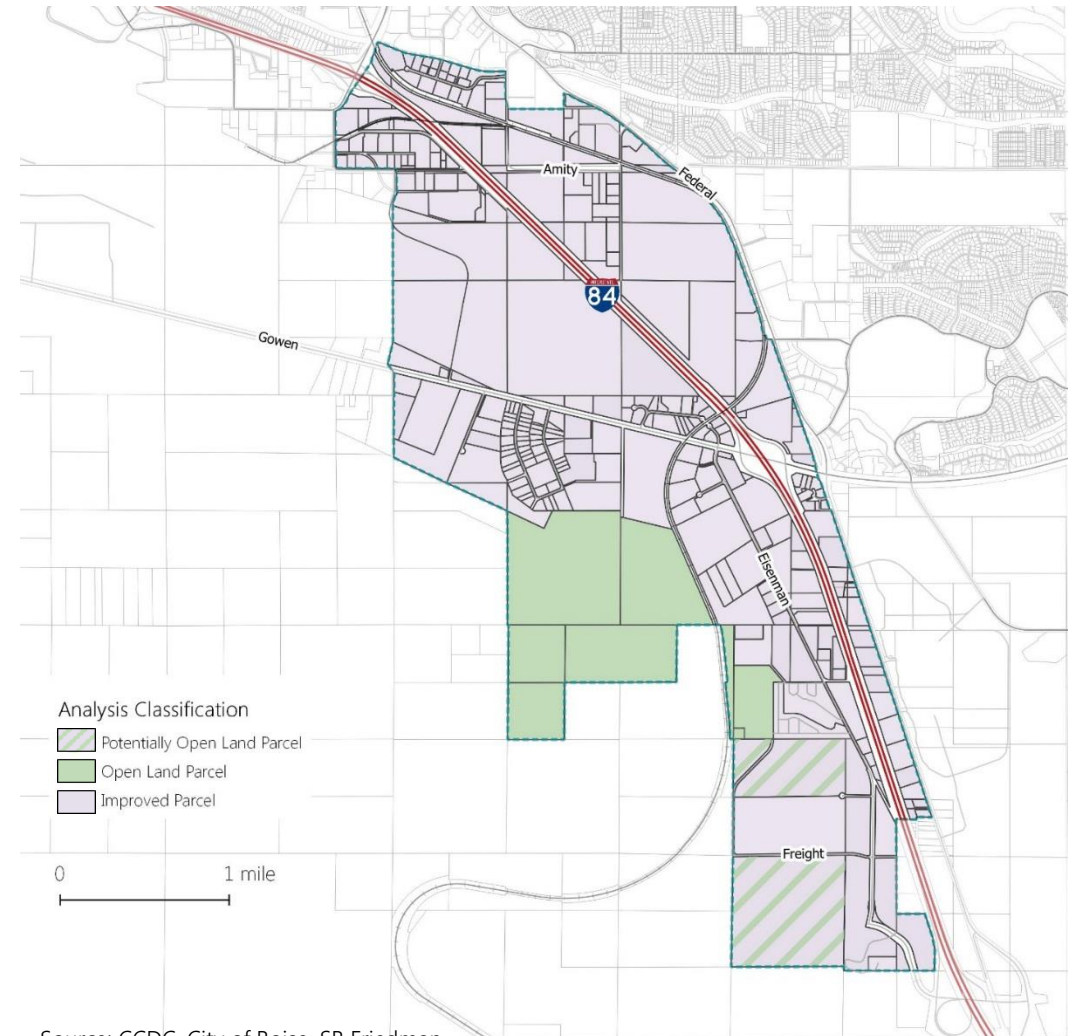 Amity
Federal
INTERSTATE
84
Gowen
Eisenman
Analysis Classification
Potentially Open Land Parcel
Open Land Parcel
Improved Parcel
0 1 mile
Freight
Source: CCDC, City of Boise, SB Friedman